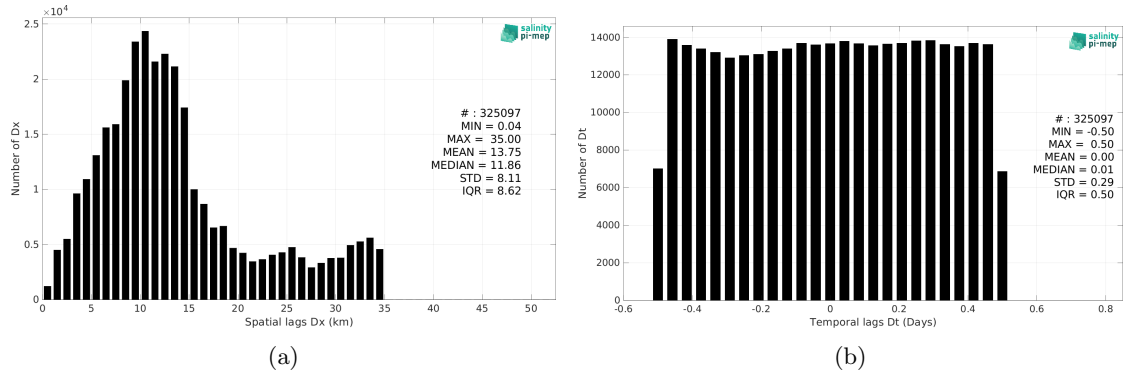 ×10⁴
2.5
2
1.5
1
0.5
0
Number of Dx
0 5 10 15 20 25 30 35 40 45 50
Spatial lags Dx (km)
salinity
pi-mep
# : 325097
MIN = 0.04
MAX = 35.00
MEAN = 13.75
MEDIAN = 11.86
STD = 8.11
IQR = 8.62
(a)
14000
12000
10000
8000
6000
4000
2000
0
Number of Dt
-0.6 -0.4 -0.2 0 0.2 0.4 0.6 0.8
Temporal lags Dt (Days)
salinity
pi-mep
# : 325097
MIN = -0.50
MAX = 0.50
MEAN = 0.00
MEDIAN = 0.01
STD = 0.29
IQR = 0.50
(b)